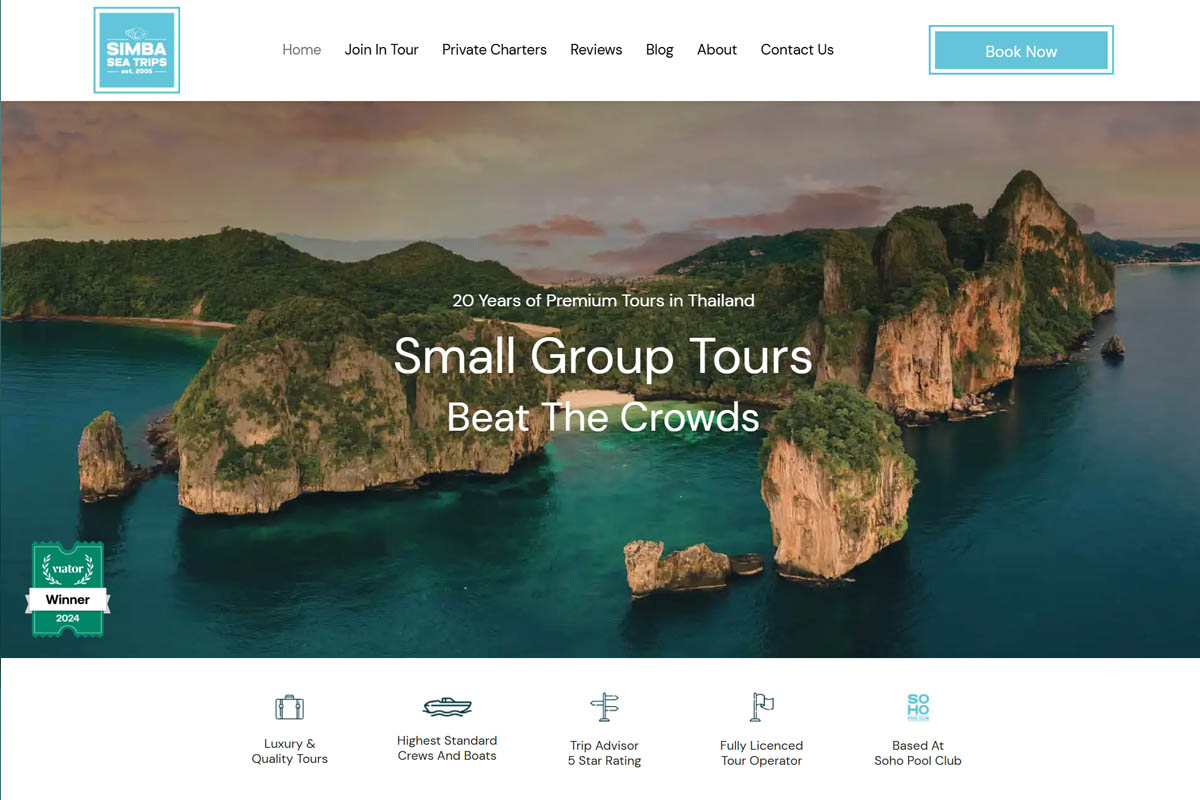 SIMBA
SEA TRIPS
est. 2005
Home
Join In Tour
Private Charters
Reviews
Blog
About
Contact Us
Book Now
20 Years of Premium Tours in Thailand
Small Group Tours
Beat The Crowds
viator
Winner
2024
Luxury &
Quality Tours
Highest Standard
Crews And Boats
Trip Advisor
5 Star Rating
Fully Licenced
Tour Operator
SO
HO
POOL CLUB
Based At
Soho Pool Club